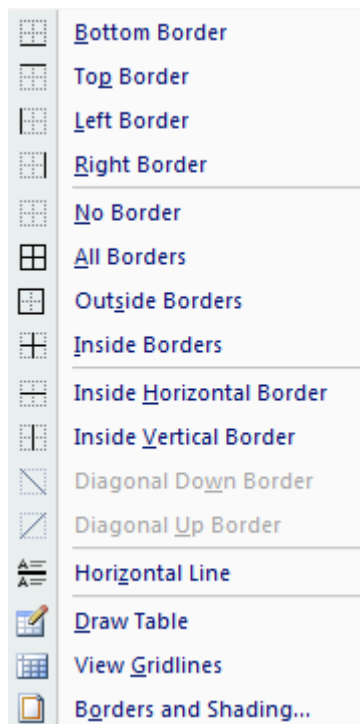 Bottom Border
Top Border
Left Border
Right Border
No Border
All Borders
Outside Borders
Inside Borders
Inside Horizontal Border
Inside Vertical Border
Diagonal Down Border
Diagonal Up Border
Horizontal Line
Draw Table
View Gridlines
Borders and Shading...